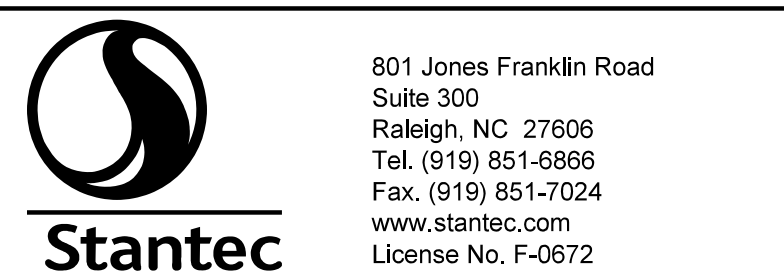 801 Jones Franklin Road
Suite 300
Raleigh, NC  27606
Tel. (919) 851-6866
Fax. (919) 851-7024
www.stantec.com
License No. F-0672
Stantec